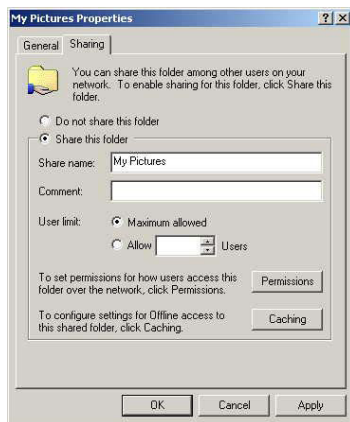 My Pictures Properties
General Sharing
You can share this folder among other users on your
network. To enable sharing for this folder, click Share this
folder.
Do not share this folder
Share this folder
Share name: My Pictures
Comment:
User limit: Maximum allowed
Allow Users
To set permissions for how users access this
folder over the network, click Permissions.
Permissions
To configure settings for Offline access to
this shared folder, click Caching.
Caching
OK Cancel Apply